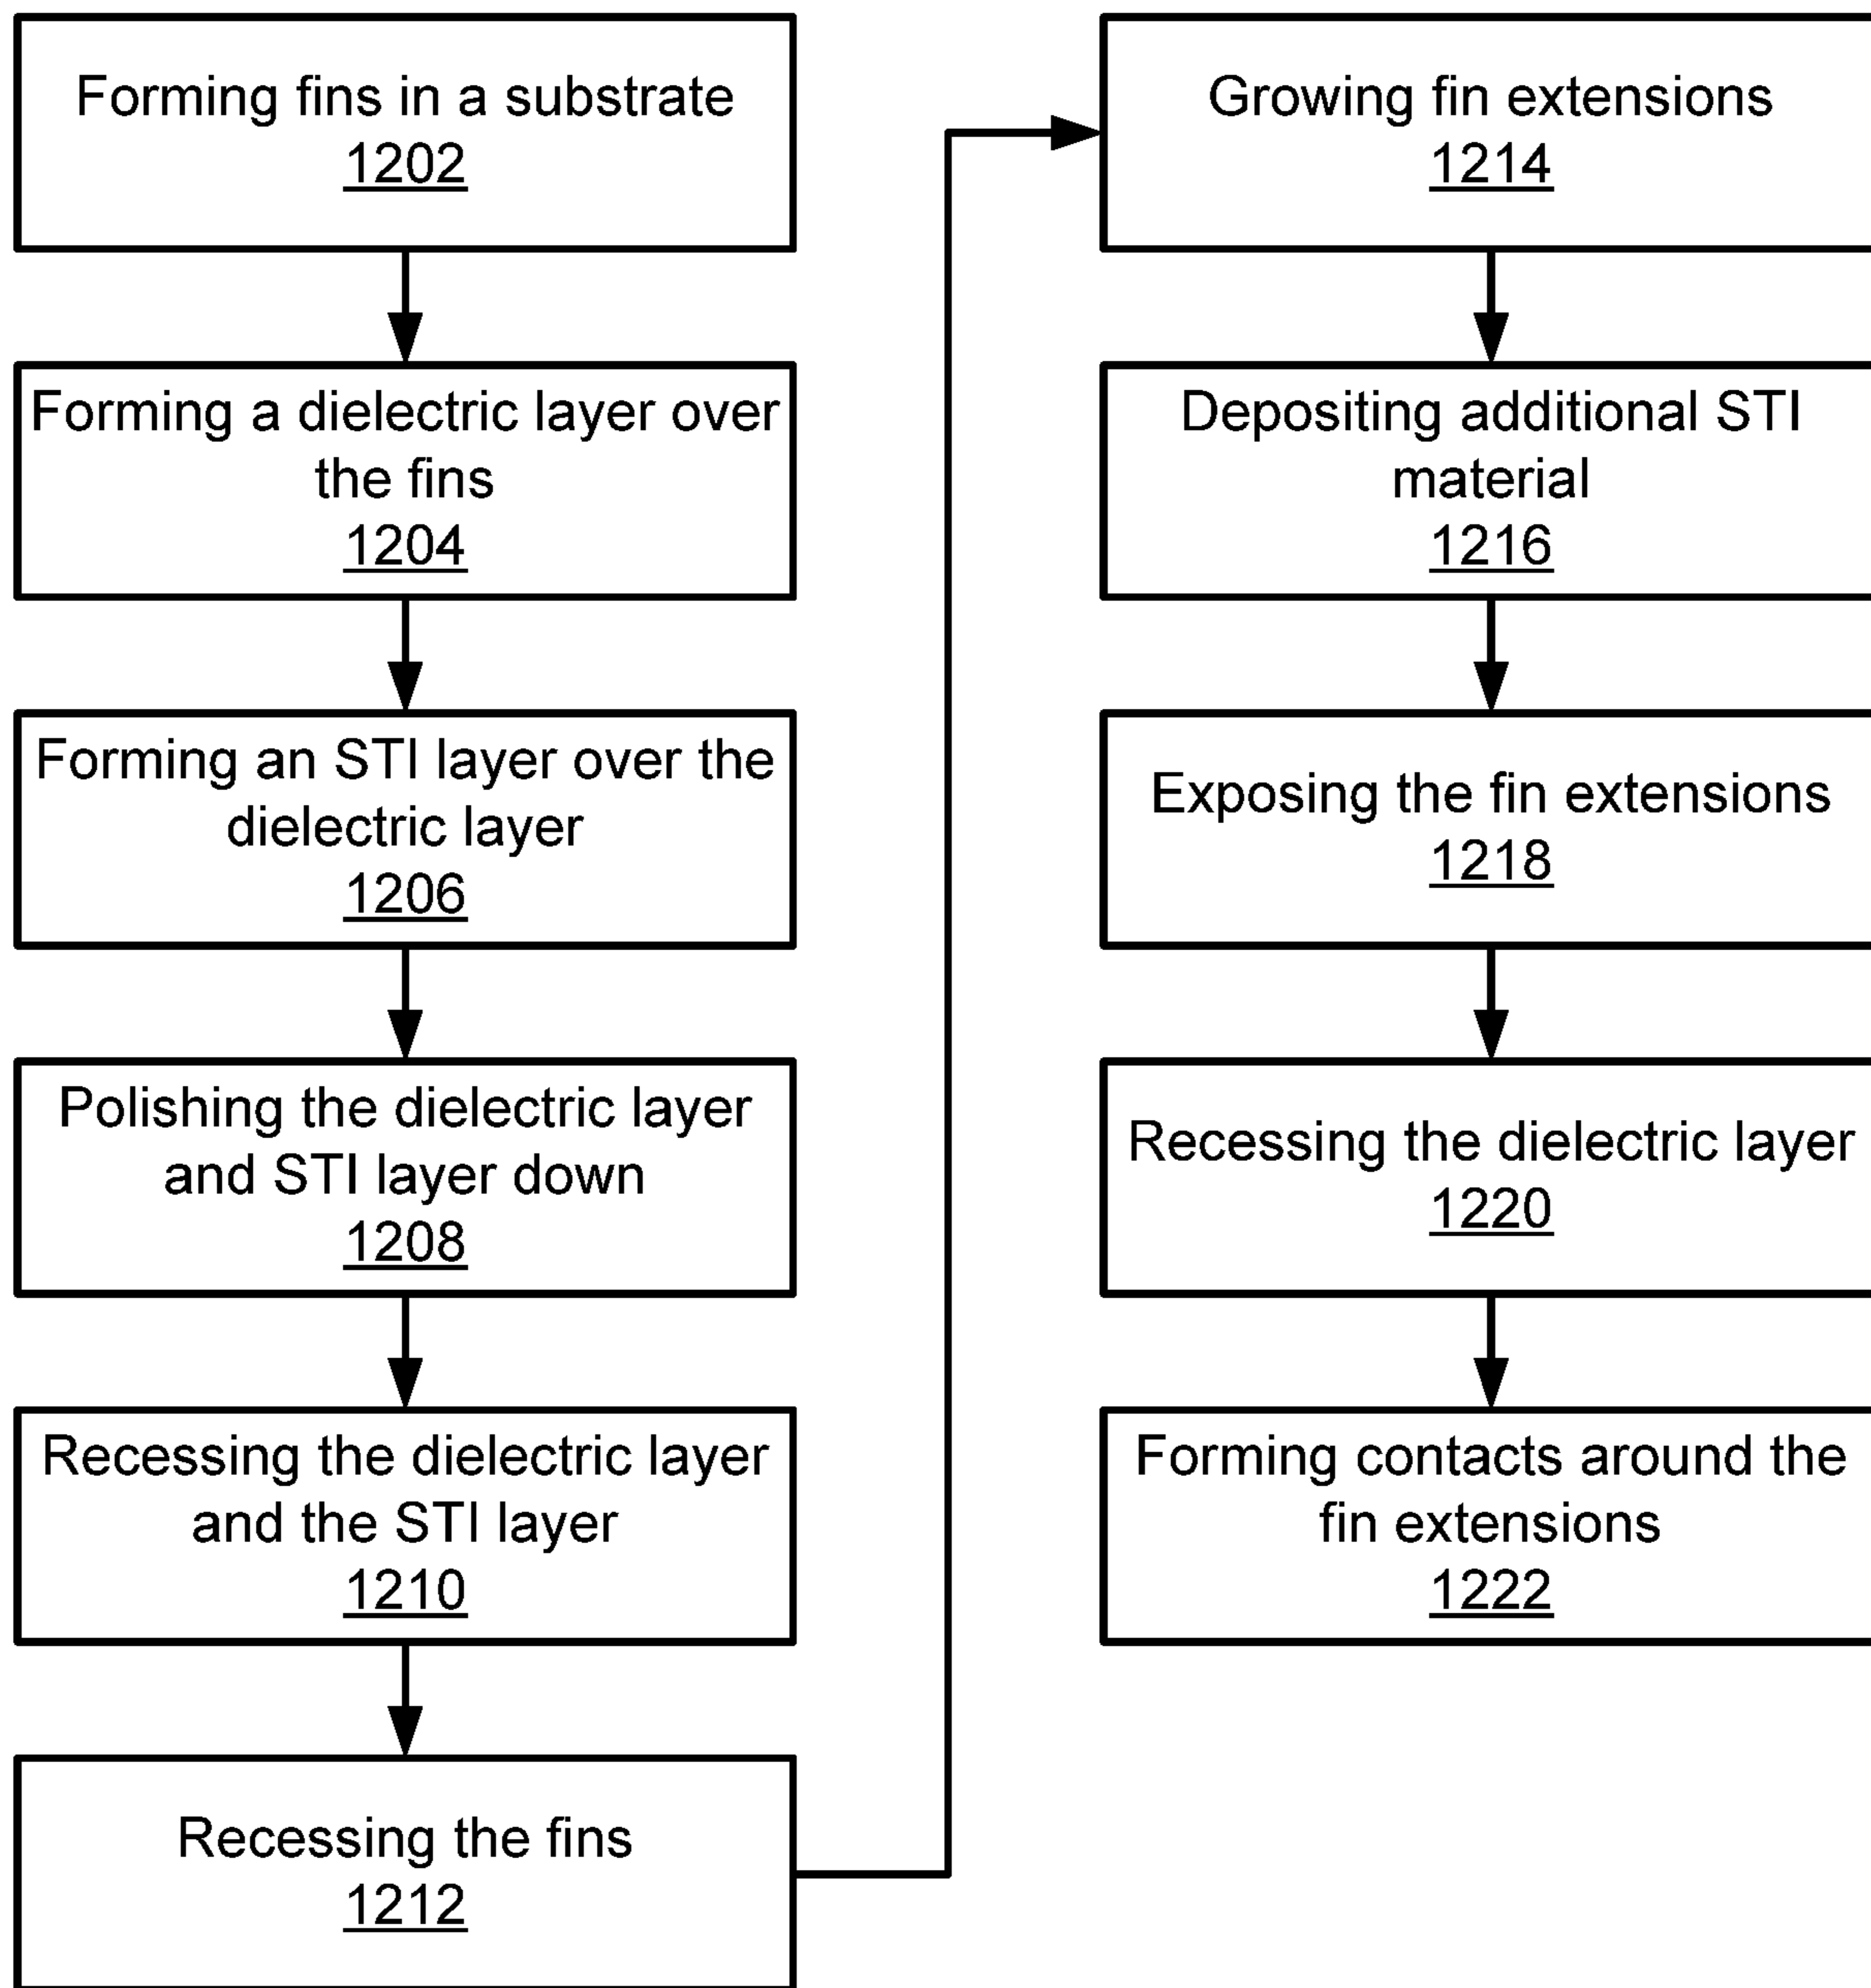 Forming fins in a substrate
1202
Forming a dielectric layer over
the fins
1204
Forming an STI layer over the
dielectric layer
1206
Polishing the dielectric layer
and STI layer down
1208
Recessing the dielectric layer
and the STI layer
1210
Recessing the fins
1212
Growing fin extensions
1214
Depositing additional STI
material
1216
Exposing the fin extensions
1218
Recessing the dielectric layer
1220
Forming contacts around the
fin extensions
1222